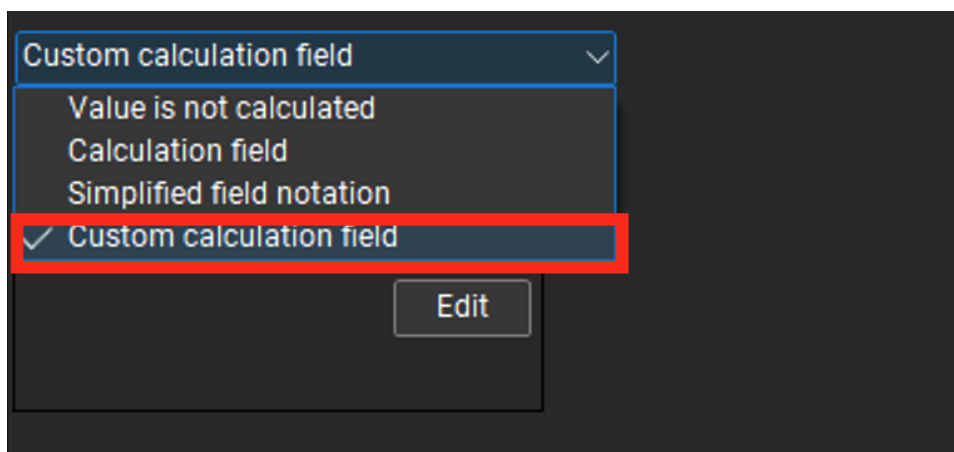 Custom calculation field
Value is not calculated
Calculation field
Simplified field notation
Custom calculation field
Edit